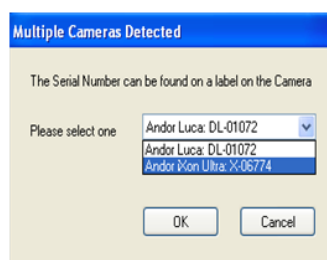 Multiple Cameras Detected
The Serial Number can be found on a label on the Camera
Please select one
Andor Luca: DL-01072
Andor Luca: DL-01072
Andor iXon Ultra: X-06774
OK Cancel